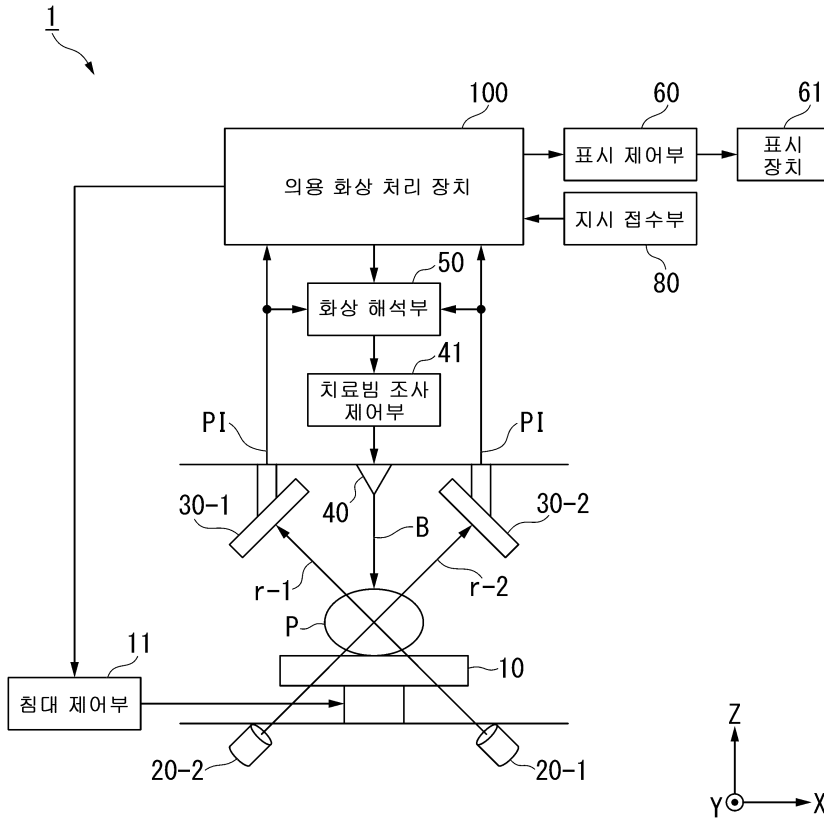 1
100
60
61
의용 화상 처리 장치
표시 제어부
표시
장치
지시 접수부
80
50
화상 해석부
41
치료빔 조사
제어부
PI
PI
30-1
40
B
30-2
r-1
r-2
P
11
10
침대 제어부
20-2
20-1
Z
Y
X